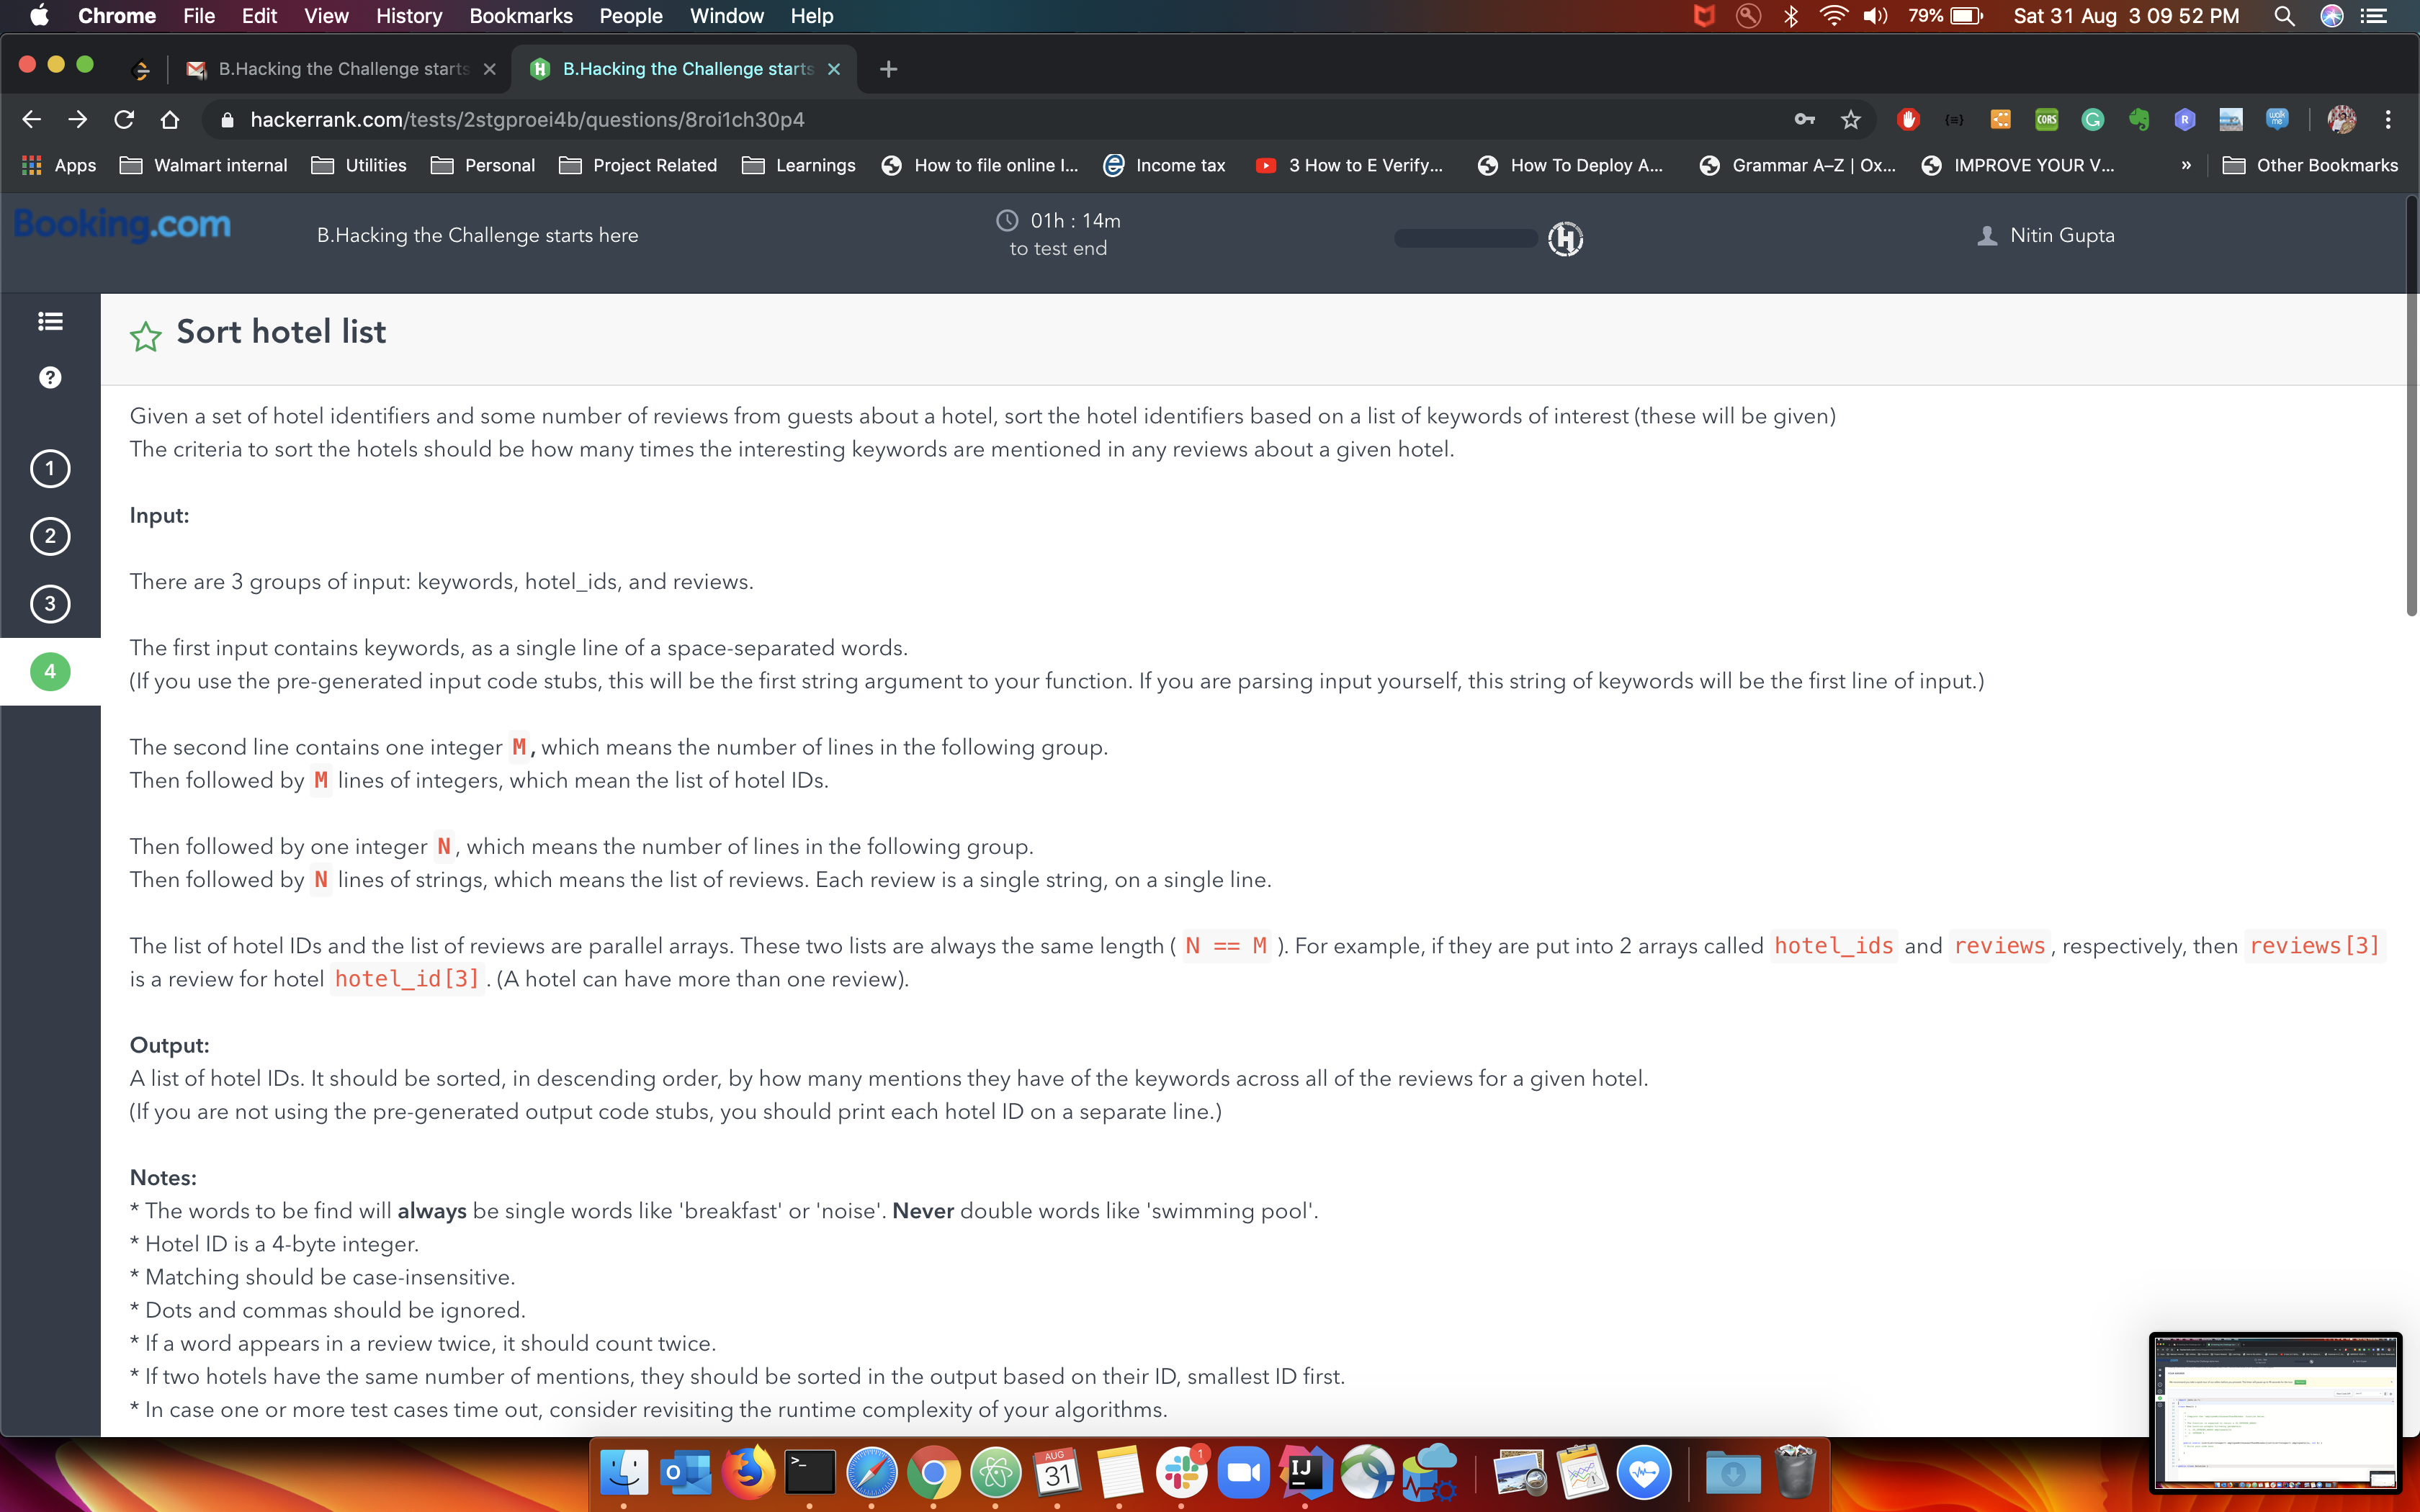 Chrome File Edit View History Bookmarks People Window Help 79% Sat 31 Aug 3 09 52 PM
B.Hacking the Challenge starts B.Hacking the Challenge starts
hackerrank.com/tests/2stgproei4b/questions/8roi1ch30p4 CORS R walk me
Apps Walmart internal Utilities Personal Project Related Learnings How to file online I... Income tax 3 How to E Verify... How To Deploy A... Grammar A–Z | Ox... IMPROVE YOUR V... » Other Bookmarks
Booking.com B.Hacking the Challenge starts here 01h : 14m Nitin Gupta
to test end
Sort hotel list
1
2
3
4
Given a set of hotel identifiers and some number of reviews from guests about a hotel, sort the hotel identifiers based on a list of keywords of interest (these will be given)
The criteria to sort the hotels should be how many times the interesting keywords are mentioned in any reviews about a given hotel.
Input:
There are 3 groups of input: keywords, hotel_ids, and reviews.
The first input contains keywords, as a single line of a space-separated words.
(If you use the pre-generated input code stubs, this will be the first string argument to your function. If you are parsing input yourself, this string of keywords will be the first line of input.)
The second line contains one integer M, which means the number of lines in the following group.
Then followed by M lines of integers, which mean the list of hotel IDs.
Then followed by one integer N, which means the number of lines in the following group.
Then followed by N lines of strings, which means the list of reviews. Each review is a single string, on a single line.
The list of hotel IDs and the list of reviews are parallel arrays. These two lists are always the same length ( N == M ). For example, if they are put into 2 arrays called hotel_ids and reviews, respectively, then reviews[3]
is a review for hotel hotel_id[3]. (A hotel can have more than one review).
Output:
A list of hotel IDs. It should be sorted, in descending order, by how many mentions they have of the keywords across all of the reviews for a given hotel.
(If you are not using the pre-generated output code stubs, you should print each hotel ID on a separate line.)
Notes:
* The words to be find will always be single words like 'breakfast' or 'noise'. Never double words like 'swimming pool'.
* Hotel ID is a 4-byte integer.
* Matching should be case-insensitive.
* Dots and commas should be ignored.
* If a word appears in a review twice, it should count twice.
* If two hotels have the same number of mentions, they should be sorted in the output based on their ID, smallest ID first.
* In case one or more test cases time out, consider revisiting the runtime complexity of your algorithms.
AUG
31
1
IJ